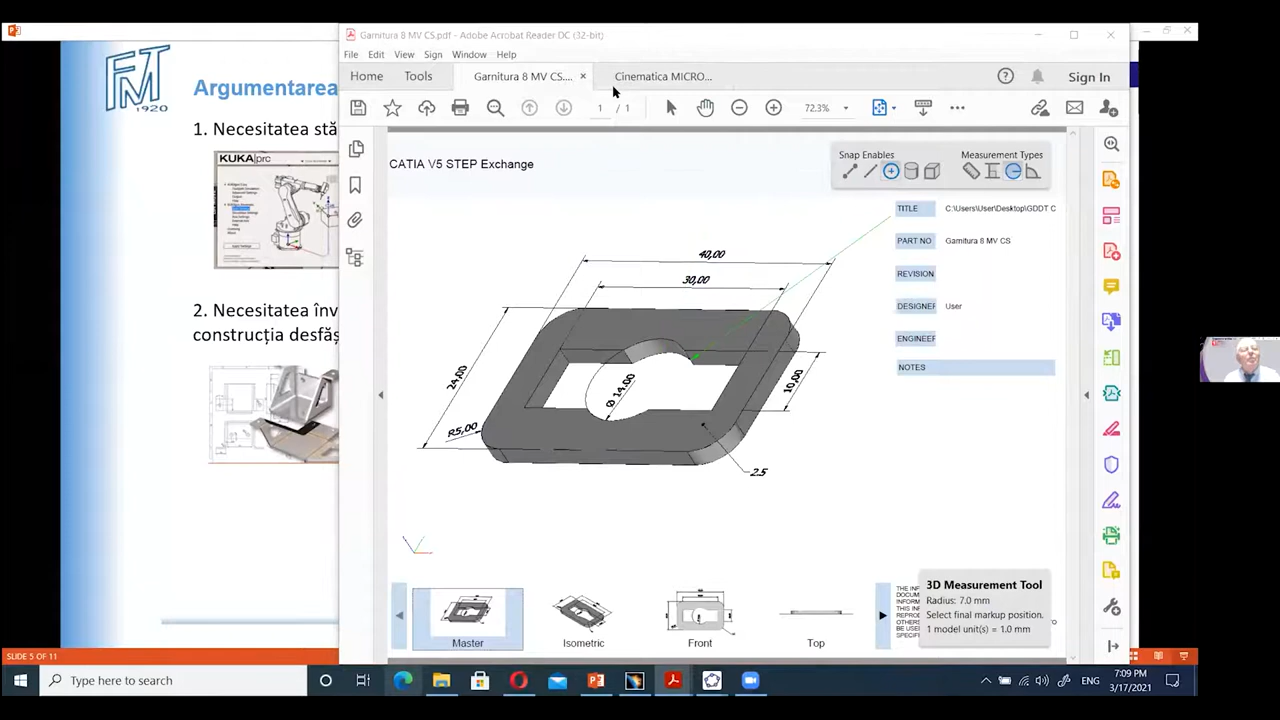 Garnitura 8 MV CS.pdf - Adobe Acrobat Reader DC (32-bit)
File Edit View Sign Window Help
Home Tools Garnitura 8 MV CS.... × Cinematica MICRO... Sign In
1 / 1 72.3%
FTM
1920
Argumentarea
1. Necesitatea stă
KUKA|prc
2. Necesitatea înv
construcția desfăș
CATIA V5 STEP Exchange
Snap Enables Measurement Types
TITLE :\Users\User\Desktop\GDDT C
PART NO Garnitura 8 MV CS
REVISION
DESIGNER User
ENGINEER
NOTES
40,00
30,00
24,00
Ø 14,00
10,00
R5,00
2.5
Master
Isometric
Front
Top
3D Measurement Tool
Radius: 7.0 mm
Select final markup position.
1 model unit(s) = 1.0 mm
SLIDE 5 OF 11
Type here to search
ENG
7:09 PM
3/17/2021